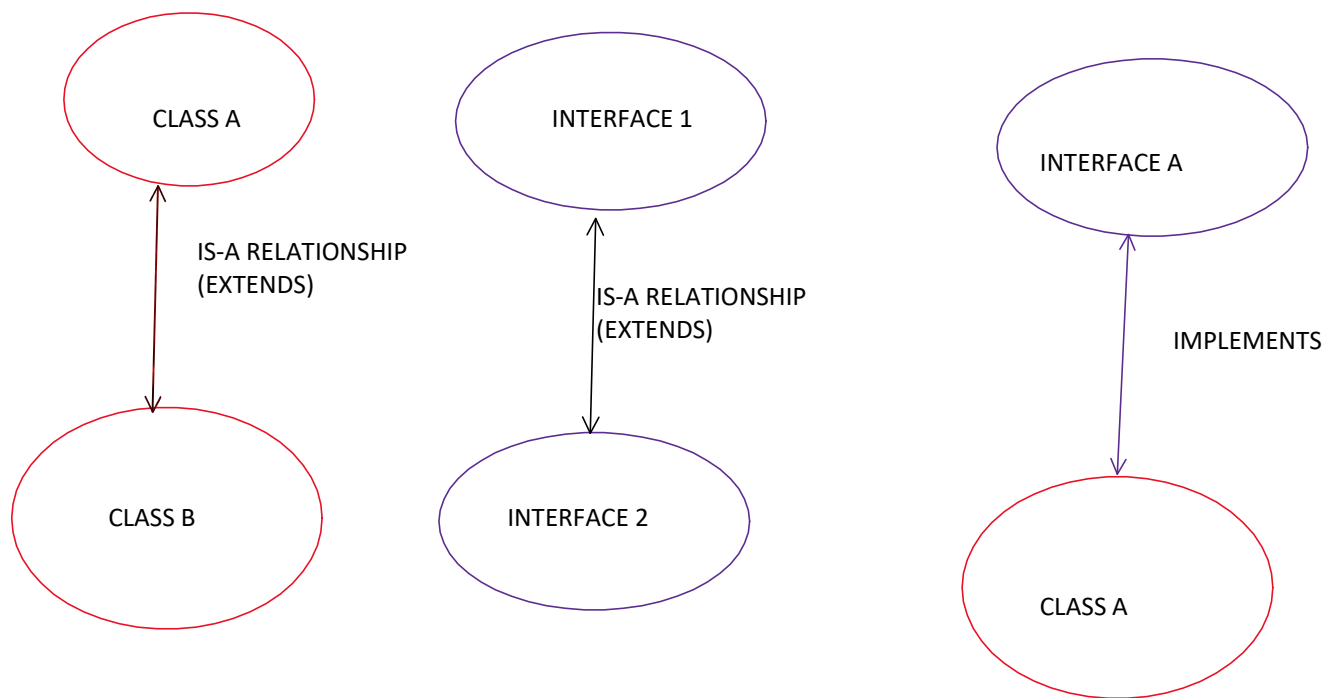 CLASS A
IS-A RELATIONSHIP
(EXTENDS)
CLASS B
INTERFACE 1
IS-A RELATIONSHIP
(EXTENDS)
INTERFACE 2
INTERFACE A
IMPLEMENTS
CLASS A